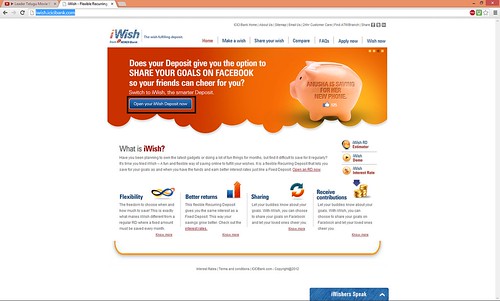 Leader Telugu Movie
iWish - Flexible Recurring
iwish.icicibank.com
ICICI Bank Home | About Us | Sitemap | Email Us | 24hr Customer Care | Find ATM/Branch | Share
iWish
from ICICI Bank
The wish fulfilling deposits
Home
Make a wish
Share your wish
Compare
FAQs
Apply now
Wish new
Does your Deposit give you the option to
SHARE YOUR GOALS ON FACEBOOK
so your friends can cheer for you?
Switch to iWish, the smarter Deposit.
Open your iWish Deposit now
AMISHA IS SAVING
FOR HER
NEW PHONE.
What is iWish?
Have you been planning to own the latest gadgets or doing a lot of fun things for months, but find it difficult to save for it regularly?
It's time you tried iWish – A fun and flexible way of saving online to fulfill your wishes. It is a flexible Recurring Deposit that lets you
save for your goals as and when you have the funds and earn better interest rates just like a Fixed Deposit. Open an RD now
iWish RD
Estimator
iWish
Demo
iWish
Interest Rate
Flexibility
The freedom to choose when and
how much to save! This is exactly
what makes iWish different from a
regular RD where a fixed amount
must be saved every month.
Know more
Better returns
This flexible Recurring Deposit
gives you the same interest as a
Fixed Deposit! This way your
savings grow better. Check out the
interest rates.
Know more
Sharing
Let your buddies know about your
goals. With iWish, you can choose
to share your goals on Facebook
and let your loved ones cheer you.
Know more
Receive
contributions
Let your buddies know about your
goals. With iWish, you can choose
to share your goals on Facebook
and let your loved ones cheer you.
Know more
Interest Rates | Terms and conditions | ICICIBank.com - Copyright@2013
iWishers Speak